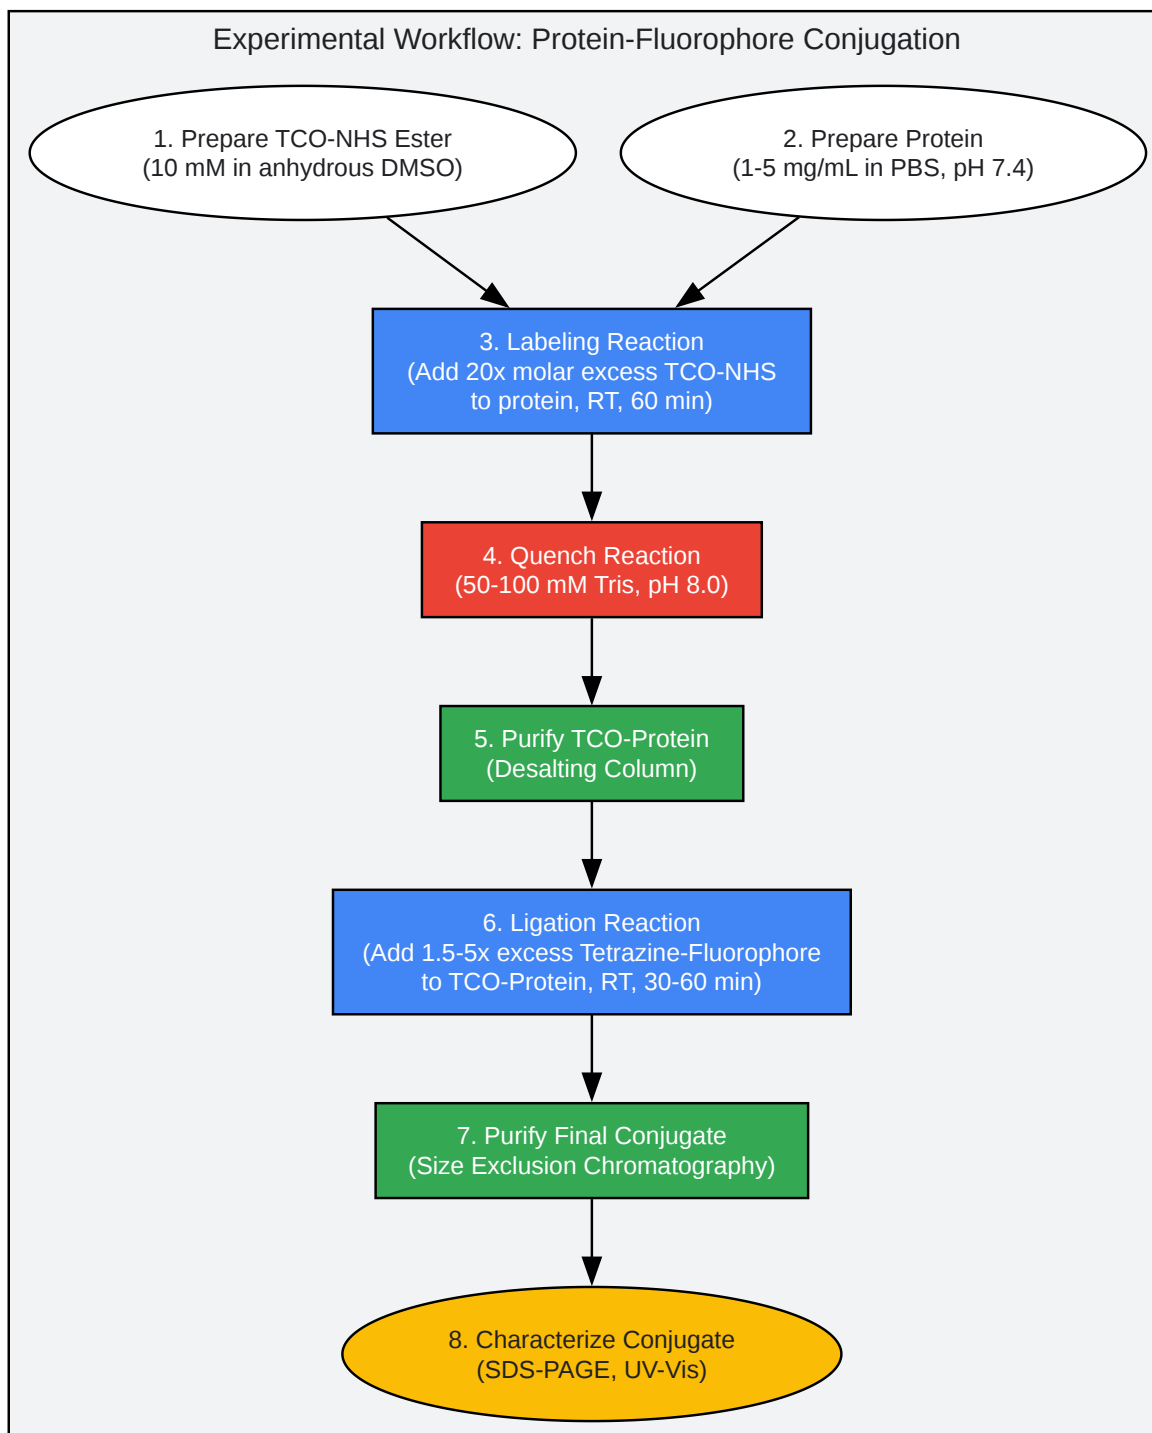 Experimental Workflow: Protein-Fluorophore Conjugation
1. Prepare TCO-NHS Ester
(10 mM in anhydrous DMSO)
2. Prepare Protein
(1-5 mg/mL in PBS, pH 7.4)
3. Labeling Reaction
(Add 20x molar excess TCO-NHS
to protein, RT, 60 min)
4. Quench Reaction
(50-100 mM Tris, pH 8.0)
5. Purify TCO-Protein
(Desalting Column)
6. Ligation Reaction
(Add 1.5-5x excess Tetrazine-Fluorophore
to TCO-Protein, RT, 30-60 min)
7. Purify Final Conjugate
(Size Exclusion Chromatography)
8. Characterize Conjugate
(SDS-PAGE, UV-Vis)